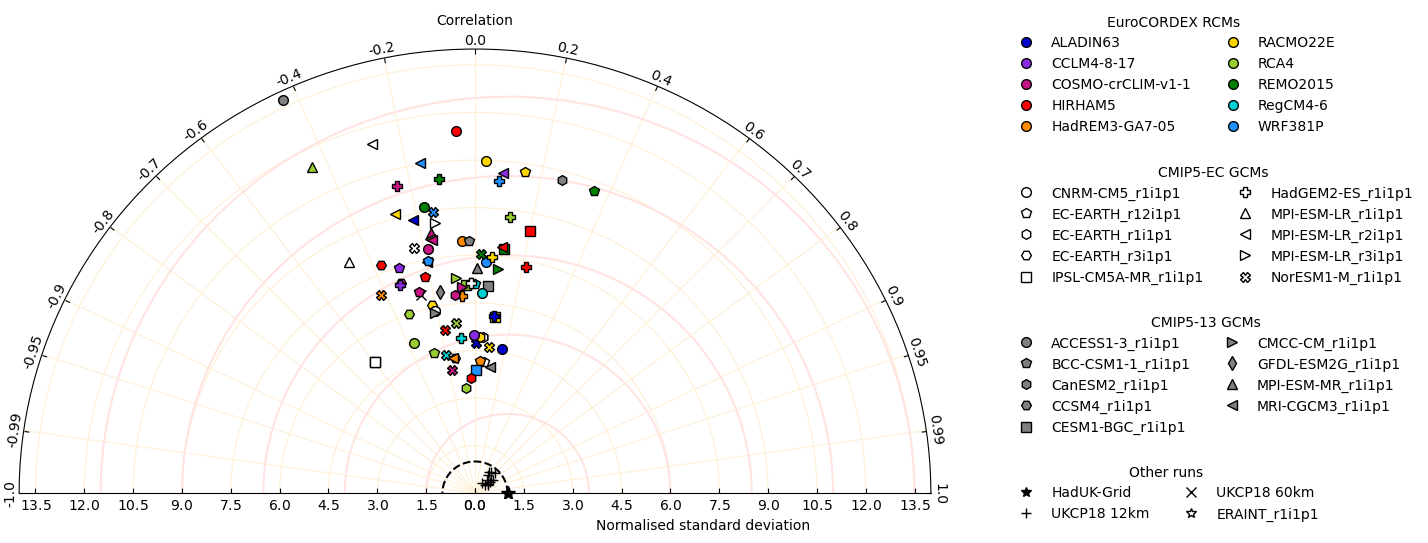 Correlation
-1.0
-0.99
-0.95
-0.9
-0.8
-0.7
-0.6
-0.4
-0.2
0.0
0.2
0.4
0.6
0.7
0.8
0.9
0.95
0.99
1.0
13.5 12.0 10.5 9.0 7.5 6.0 4.5 3.0 1.5 0.0 1.5 3.0 4.5 6.0 7.5 9.0 10.5 12.0 13.5
Normalised standard deviation
EuroCORDEX RCMs
ALADIN63 RACMO22E
CCLM4-8-17 RCA4
COSMO-crCLIM-v1-1 REMO2015
HIRHAM5 RegCM4-6
HadREM3-GA7-05 WRF381P
CMIP5-EC GCMs
CNRM-CM5_r1i1p1 HadGEM2-ES_r1i1p1
EC-EARTH_r12i1p1 MPI-ESM-LR_r1i1p1
EC-EARTH_r1i1p1 MPI-ESM-LR_r2i1p1
EC-EARTH_r3i1p1 MPI-ESM-LR_r3i1p1
IPSL-CM5A-MR_r1i1p1 NorESM1-M_r1i1p1
CMIP5-13 GCMs
ACCESS1-3_r1i1p1 CMCC-CM_r1i1p1
BCC-CSM1-1_r1i1p1 GFDL-ESM2G_r1i1p1
CanESM2_r1i1p1 MPI-ESM-MR_r1i1p1
CCSM4_r1i1p1 MRI-CGCM3_r1i1p1
CESM1-BGC_r1i1p1
Other runs
HadUK-Grid UKCP18 60km
UKCP18 12km ERAINT_r1i1p1